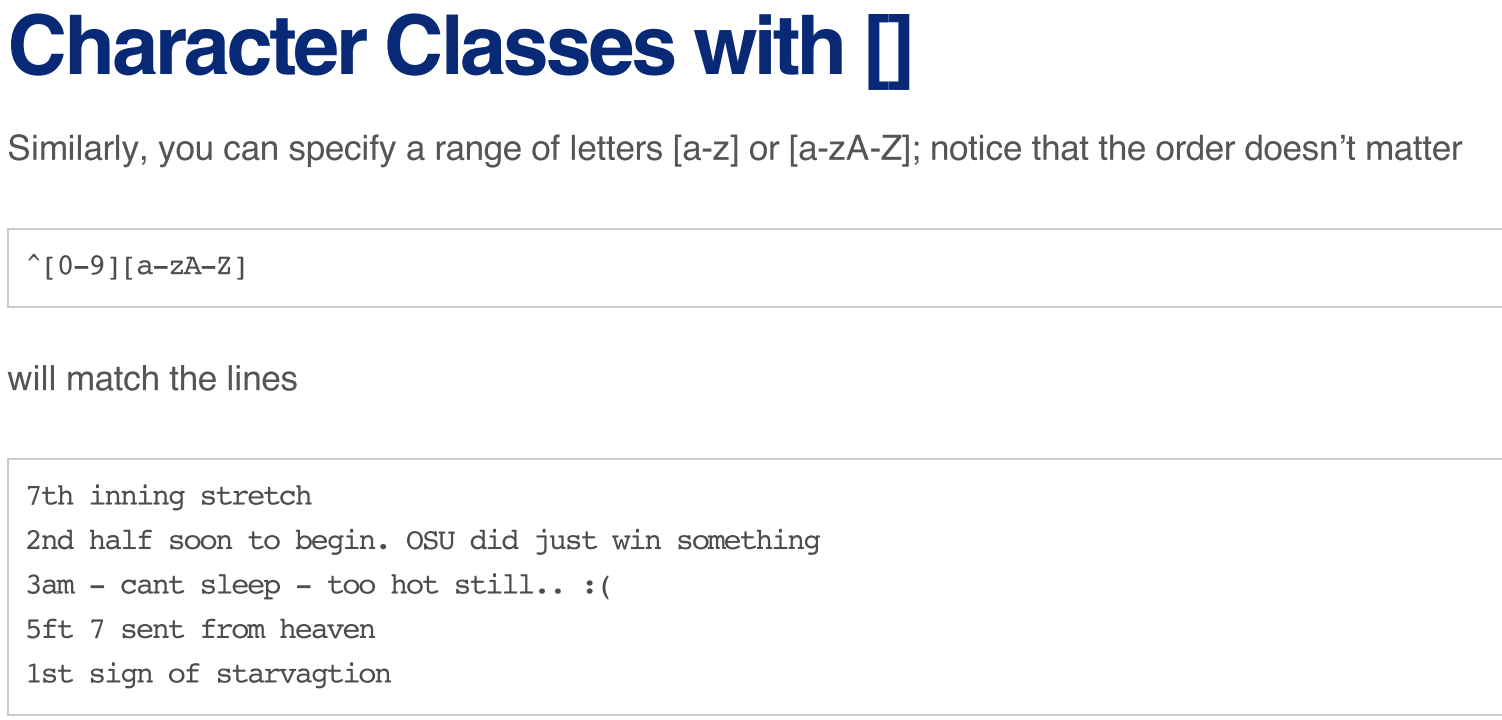 Character Classes with []
Similarly, you can specify a range of letters [a-z] or [a-zA-Z]; notice that the order doesn’t matter
^[0-9][a-zA-Z]
will match the lines
7th inning stretch
2nd half soon to begin. OSU did just win something
3am - cant sleep - too hot still.. :(
5ft 7 sent from heaven
1st sign of starvagtion